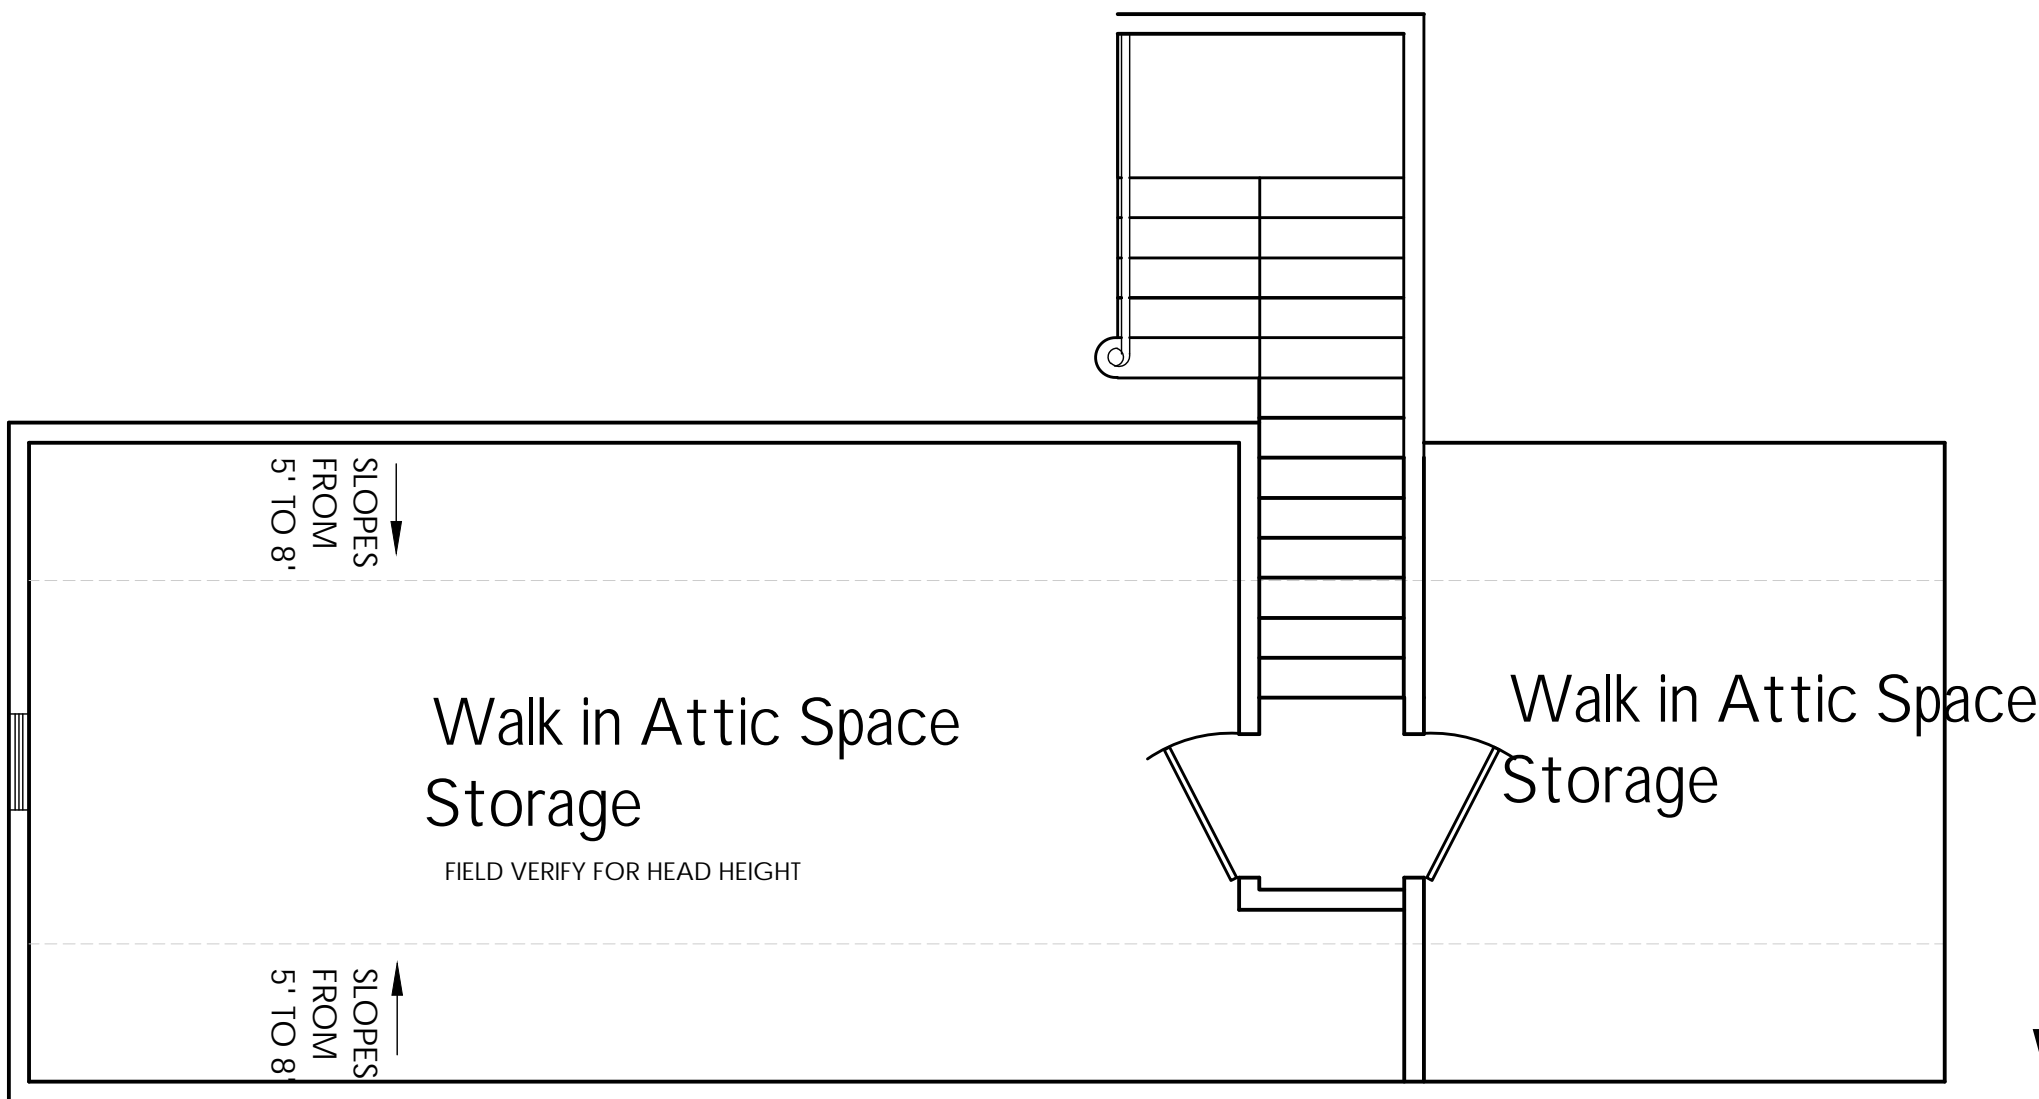 SLOPES
FROM
5' TO 8'
Walk in Attic Space
Storage
FIELD VERIFY FOR HEAD HEIGHT
Walk in Attic Space
Storage
SLOPES
FROM
5' TO 8'